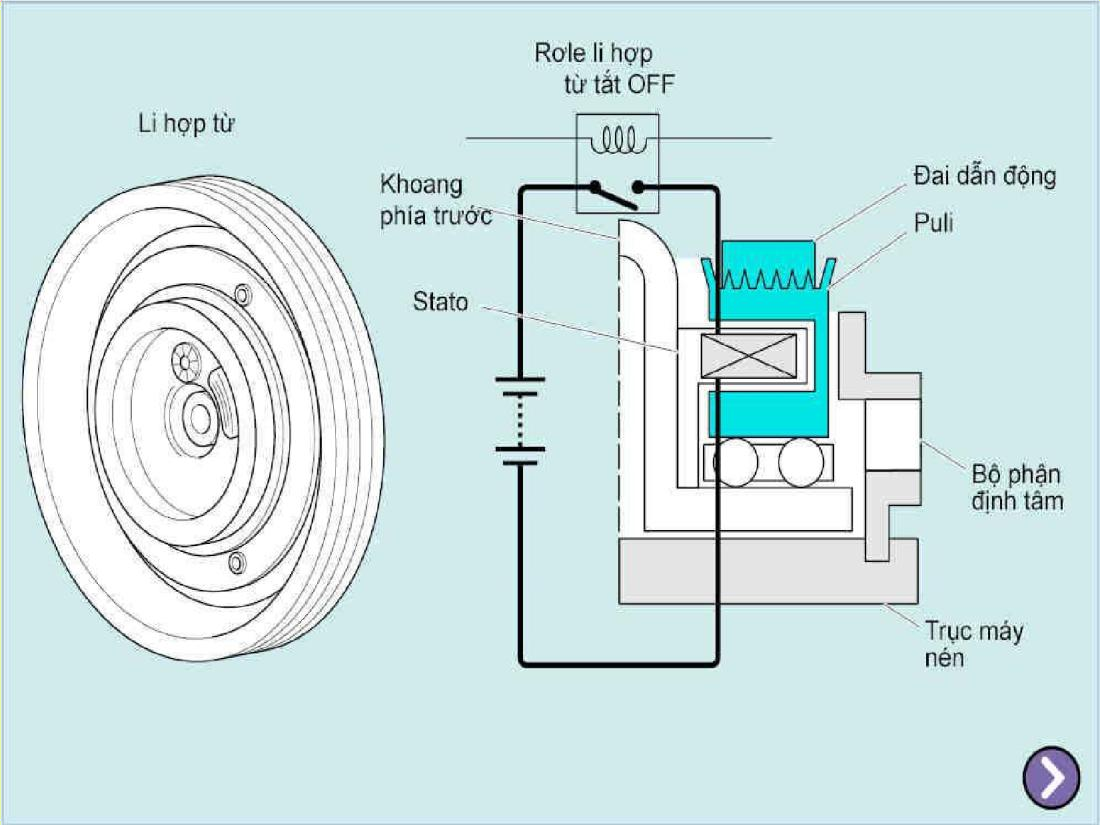 Rơle li hợp
từ tắt OFF
Li hợp từ
Khoang
phía trước
Đai dẫn động
Puli
Stato
Bộ phận
định tâm
Trục máy
nén